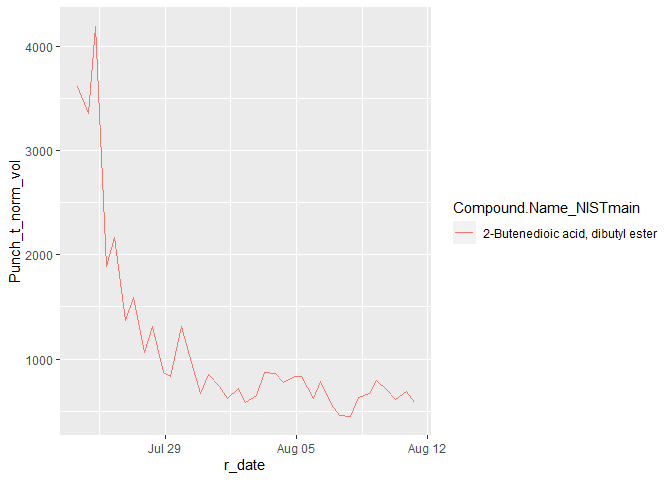 4000
3000
2000
1000
Punch_t_norm_vol
Jul 29
Aug 05
Aug 12
r_date
Compound.Name_NISTmain
2-Butenedioic acid, dibutyl ester